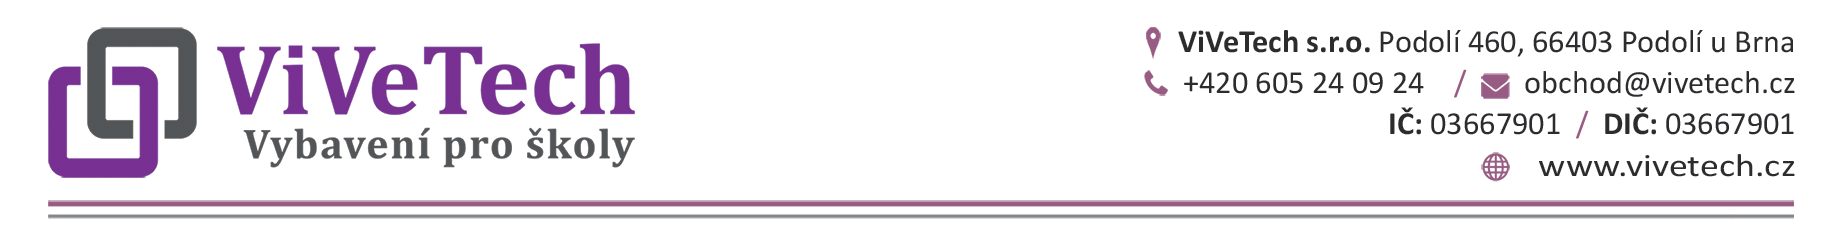 ViVeTech
Vybavení pro školy
ViVeTech s.r.o. Podolí 460, 66403 Podolí u Brna
+420 605 24 09 24 / obchod@vivetech.cz
IČ: 03667901 / DIČ: 03667901
www.vivetech.cz